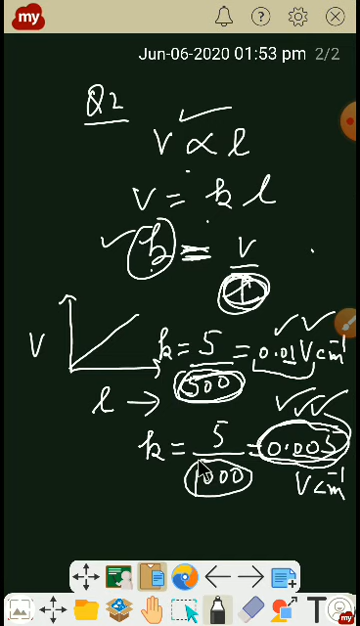 my
Jun-06-2020 01:53 pm 2/2
Q2
V ∝ l
V = k l
k = V / l
V
l →
k = 5/500 = 0.01 V cm⁻¹
k = 5/1000 = 0.005
V cm⁻¹
T
my